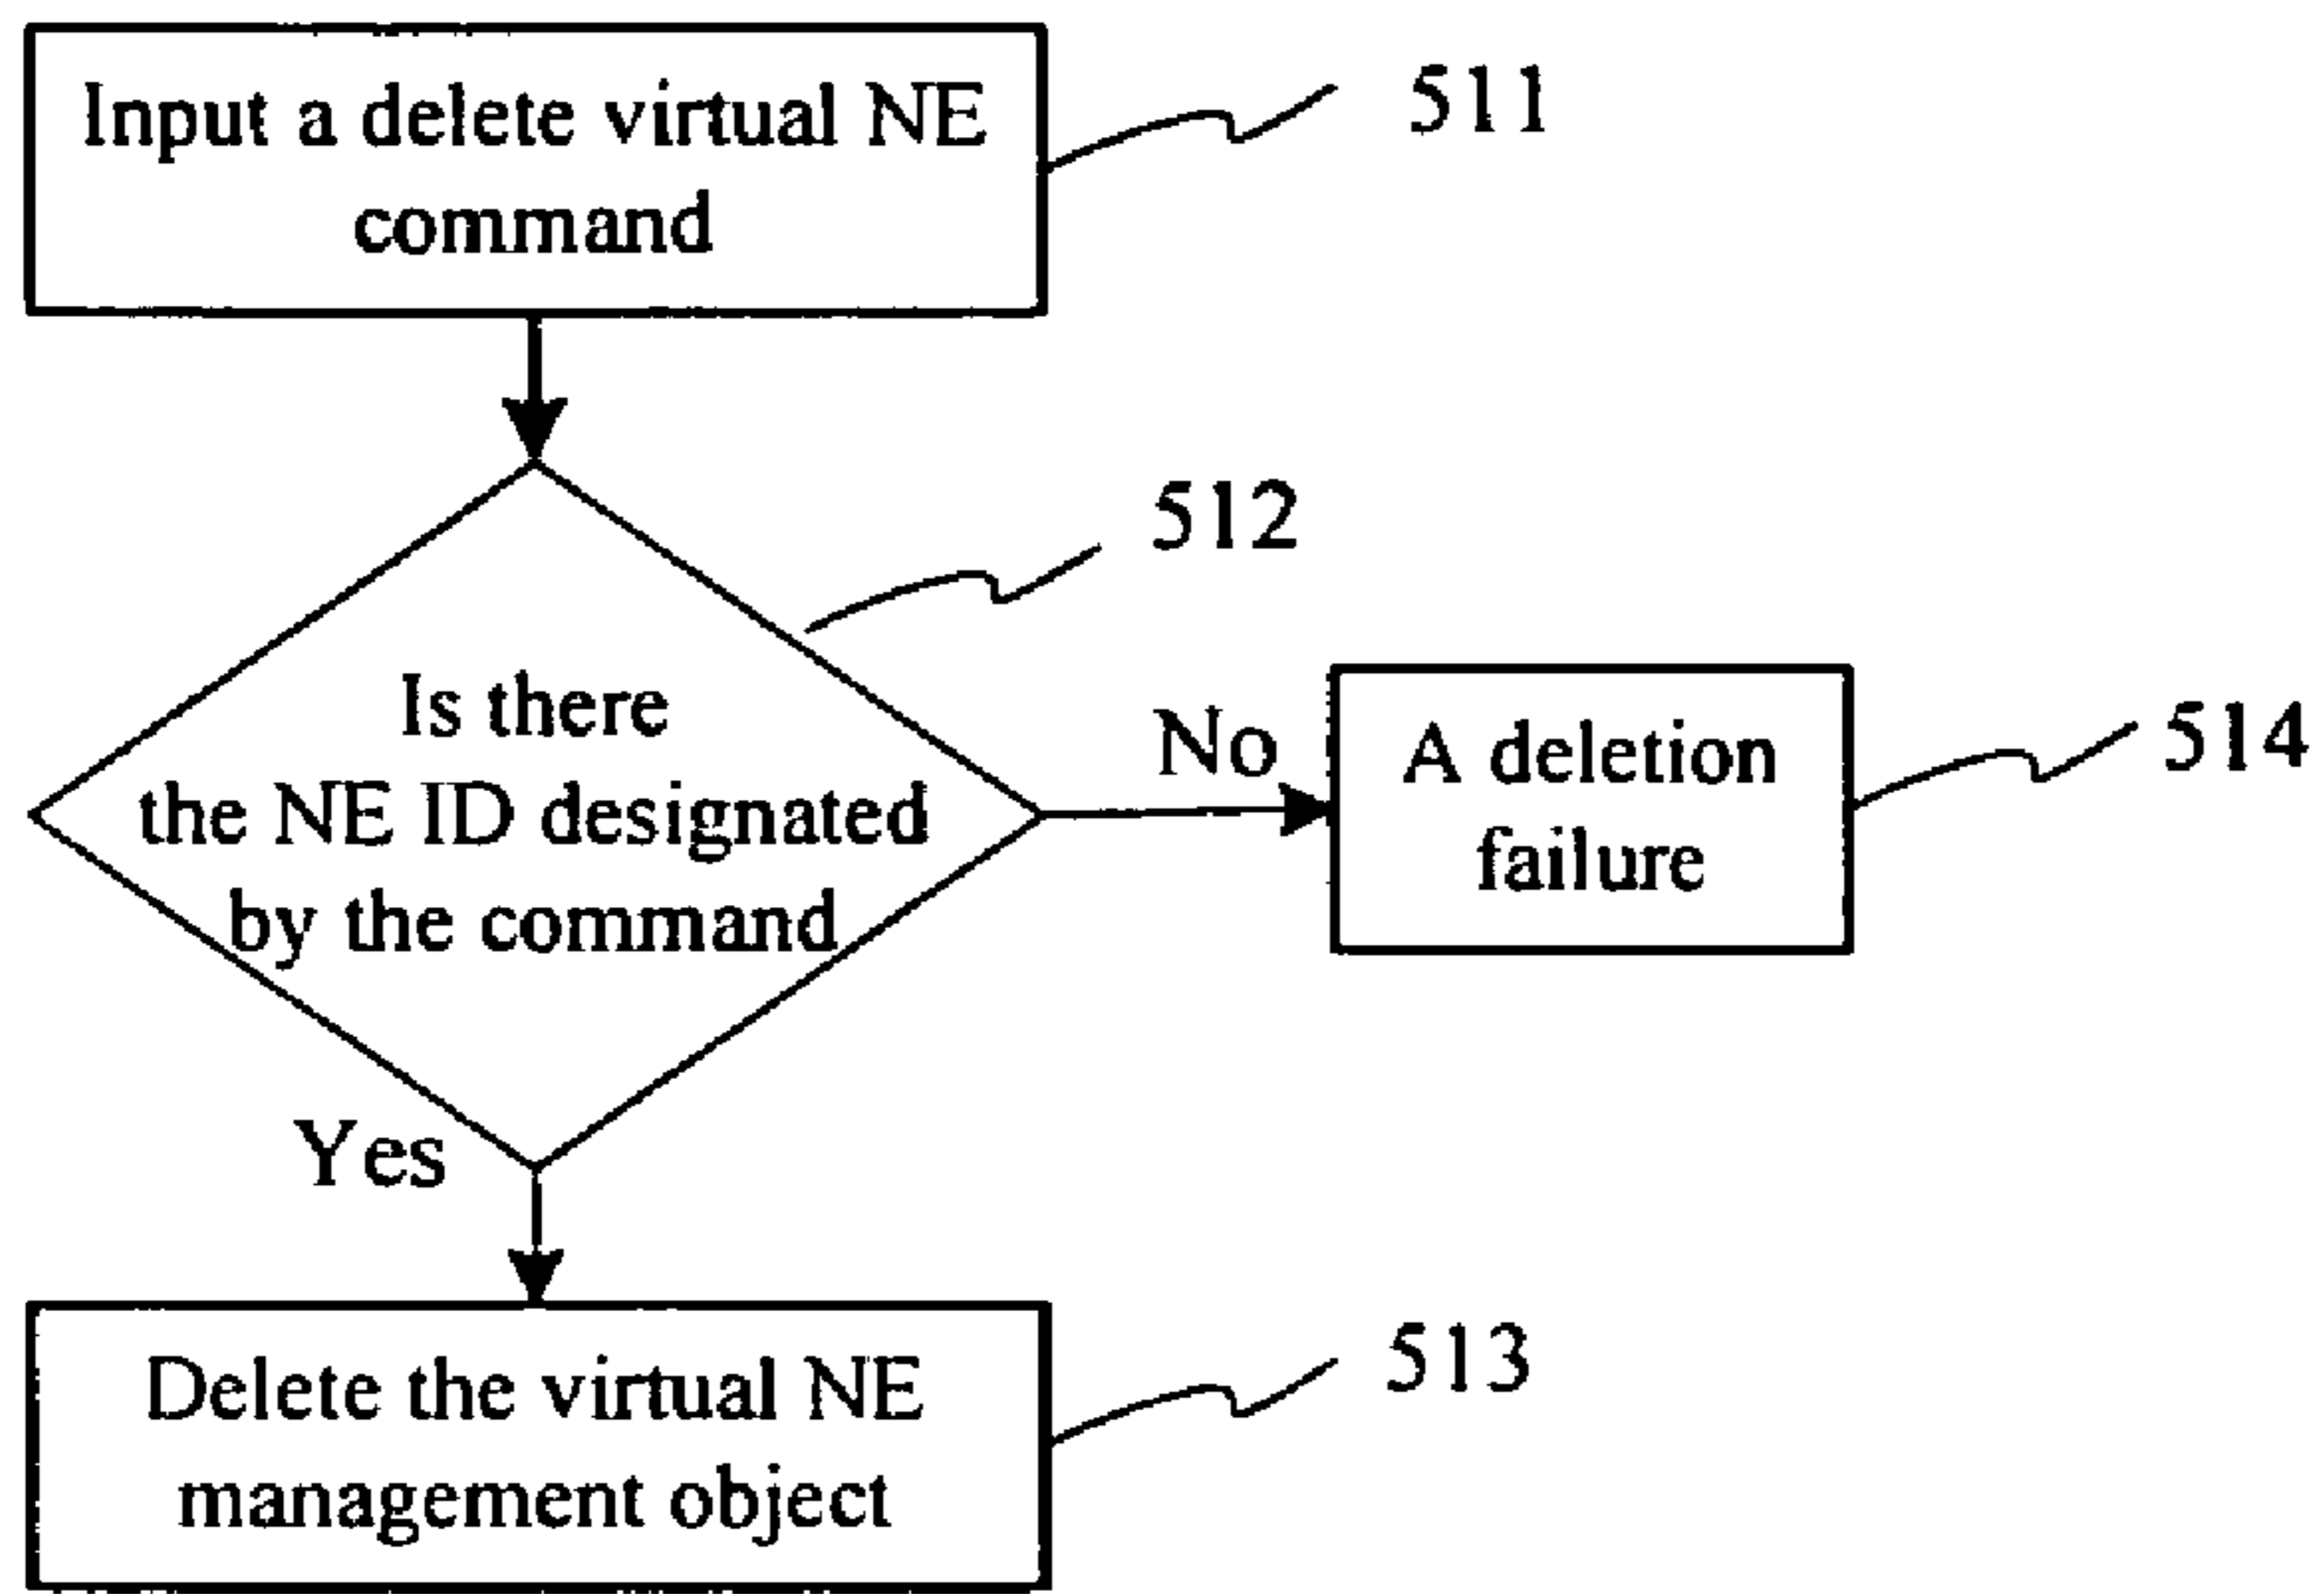 Input a delete virtual NE
command
511
512
Is there
the NE ID designated
by the command
No
A deletion
failure
514
Yes
Delete the virtual NE
management object
513